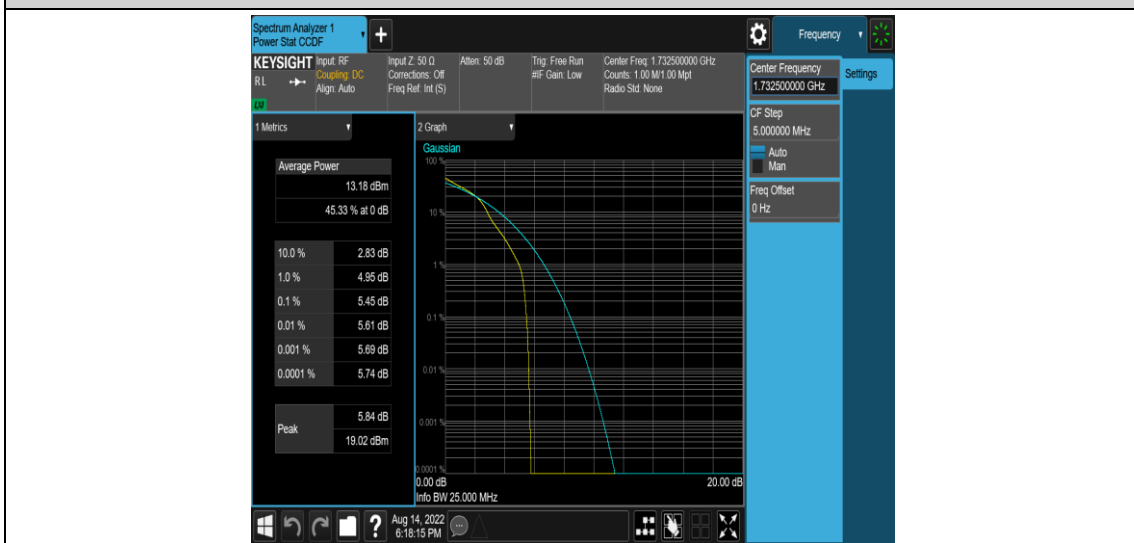 Spectrum Analyzer 1
Power Stat CCDF
Frequency
KEYSIGHT
RL
LXI
Input: RF
Coupling: DC
Align: Auto
Input Z: 50 Ω
Corrections: Off
Freq Ref: Int (S)
Atten: 50 dB
Trig: Free Run
#IF Gain: Low
Center Freq: 1.732500000 GHz
Counts: 1.00 M/1.00 Mpt
Radio Std: None
Center Frequency
1.732500000 GHz
Settings
CF Step
5.000000 MHz
Auto
Man
Freq Offset
0 Hz
1 Metrics
Average Power
13.18 dBm
45.33 % at 0 dB
10.0 % 2.83 dB
1.0 % 4.95 dB
0.1 % 5.45 dB
0.01 % 5.61 dB
0.001 % 5.69 dB
0.0001 % 5.74 dB
Peak
5.84 dB
19.02 dBm
2 Graph
Gaussian
100 %
10 %
1 %
0.1 %
0.01 %
0.001 %
0.0001 %
0.00 dB 20.00 dB
Info BW 25.000 MHz
?
Aug 14, 2022
6:18:15 PM